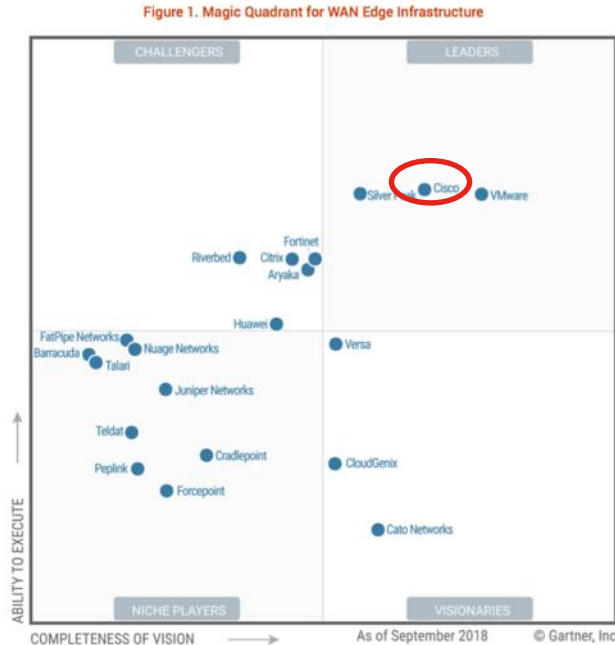 Figure 1. Magic Quadrant for WAN Edge Infrastructure
CHALLENGERS
LEADERS
Silver Peak
Cisco
VMware
Fortinet
Riverbed
Citrix
Aryaka
Huawei
FatPipe Networks
Barracuda
Nuage Networks
Talari
Versa
Juniper Networks
Teldat
Cradlepoint
Peplink
CloudGenix
Forcepoint
Cato Networks
ABILITY TO EXECUTE
NICHE PLAYERS
VISIONARIES
COMPLETENESS OF VISION
As of September 2018
© Gartner, Inc